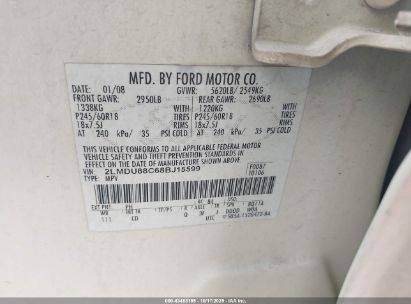 MFD. BY FORD MOTOR CO.
01/08 GVWR: 5620LB/2549KG
FRONT GAWR: 2950LB REAR GAWR: 2690LB
1338KG WITH 1220KG WITH
P245/60R18 TIRES P245/60R18 TIRES
18x7.5J RIMS 18x7.5J RIMS
AT 240 kPa/ 35 PSI COLD AT 240 kPa/ 35 PSI COLD
THIS VEHICLE CONFORMS TO ALL APPLICABLE FEDERAL MOTOR
VEHICLE SAFETY AND THEFT PREVENTION STANDARDS IN EFFECT ON
THE DATE OF MANUFACTURE SHOWN ABOVE.
VIN: 2LMDU88C68BJ15599
TYPE: MPV
EXT PNT:
UTC